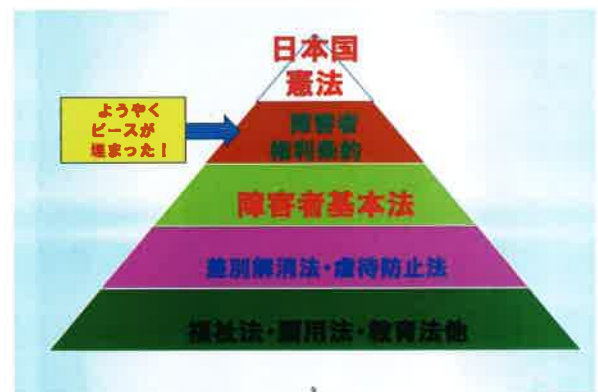 日本国
憲法
ようやく
ピースが
埋まった！
障害者
権利条約
障害者基本法
差別解消法・虐待防止法
福祉法・雇用法・教育法他